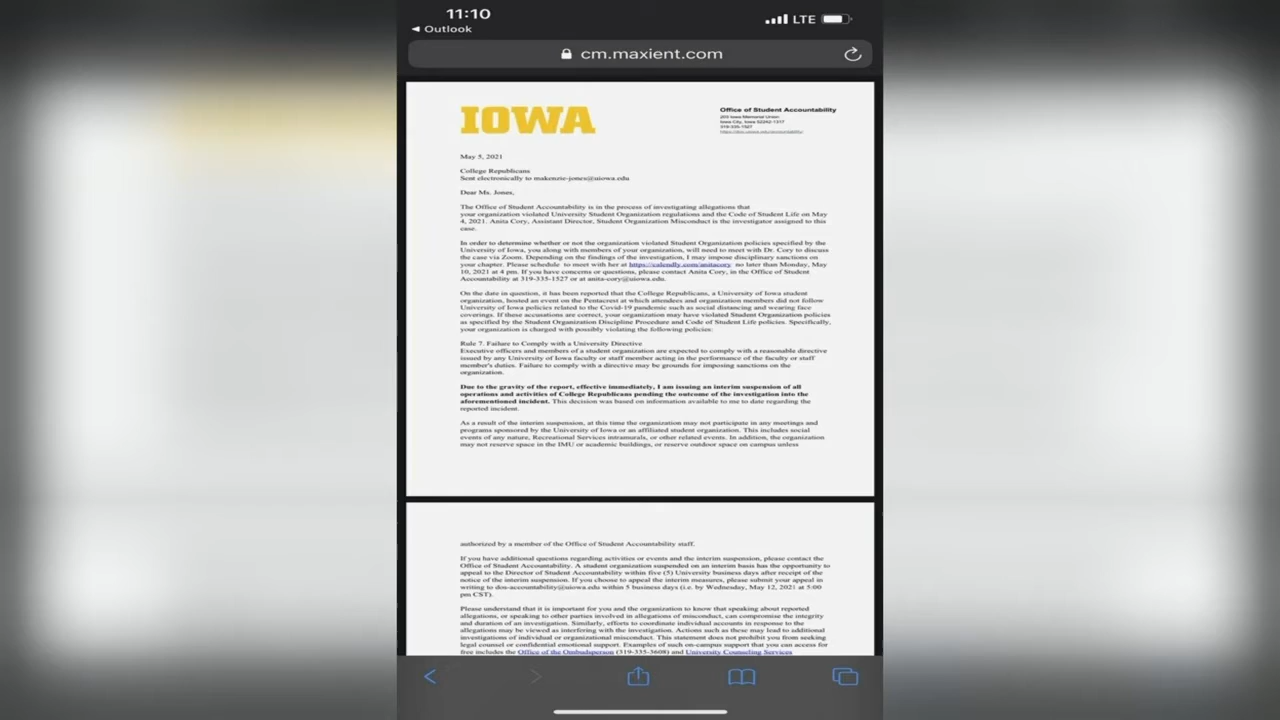 11:10
LTE
Outlook
cm.maxient.com
IOWA
Office of Student Accountability
Iowa City, Iowa 52242-1317
319-335-1527
May 5, 2021
College Republicans
Sent electronically to makenzie-jones@uiowa.edu
Dear Ms. Jones,
The Office of Student Accountability is in the process of investigating allegations that
your organization violated University Student Organization regulations and the Code of Student Life on May
4, 2021. Anita Cory, Assistant Director, Student Organization Misconduct is the investigator assigned to this
case.
In order to determine whether or not the organization violated Student Organization policies specified by the
University of Iowa, you along with members of your organization, will need to meet with Dr. Cory to discuss
the case via Zoom. Depending on the findings of the investigation, I may impose disciplinary sanctions on
your chapter. Please schedule to meet with her at https://calendly.com/anitacory no later than Monday, May
10, 2021 at 4 pm. If you have concerns or questions, please contact Anita Cory, in the Office of Student
Accountability at 319-335-1527 or at anita-cory@uiowa.edu.
On the date in question, it has been reported that the College Republicans, a University of Iowa student
organization, hosted an event on the Pentacrest at which attendees and organization members did not follow
University of Iowa policies related to the Covid-19 pandemic such as social distancing and wearing face
coverings. If these accusations are correct, your organization may have violated Student Organization policies
as specified by the Student Organization Discipline Procedure and Code of Student Life policies. Specifically,
your organization is charged with possibly violating the following policies:
Rule 7. Failure to Comply with a University Directive
Executive officers and members of a student organization are expected to comply with a reasonable directive
issued by any University of Iowa faculty or staff member acting in the performance of the faculty or staff
member's duties. Failure to comply with a directive may be grounds for imposing sanctions on the
organization.
Due to the gravity of the report, effective immediately, I am issuing an interim suspension of all
operations and activities of College Republicans pending the outcome of the investigation into the
aforementioned incident. This decision was based on information available to me to date regarding the
reported incident.
As a result of the interim suspension, at this time the organization may not participate in any meetings and
programs sponsored by the University of Iowa or an affiliated student organization. This includes social
events of any nature, Recreational Services intramurals, or other related events. In addition, the organization
may not reserve space in the IMU or academic buildings, or reserve outdoor space on campus unless
authorized by a member of the Office of Student Accountability staff.
If you have additional questions regarding activities or events and the interim suspension, please contact the
Office of Student Accountability. A student organization suspended on an interim basis has the opportunity to
appeal to the Director of Student Accountability within five (5) University business days after receipt of the
notice of the interim suspension. If you choose to appeal the interim measures, please submit your appeal in
writing to dos-accountability@uiowa.edu within 5 business days (i.e. by Wednesday, May 12, 2021 at 5:00
pm CST).
Please understand that it is important for you and the organization to know that speaking about reported
allegations, or speaking to other parties involved in allegations of misconduct, can compromise the integrity
and duration of an investigation. Similarly, efforts to coordinate individual accounts in response to the
allegations may be viewed as interfering with the investigation. Actions such as these may lead to additional
investigations of individual or organizational misconduct. This statement does not prohibit you from seeking
legal counsel or confidential emotional support. Examples of such on-campus support that you can access for
free includes the Office of the Ombudsperson (319-335-3608) and University Counseling Services